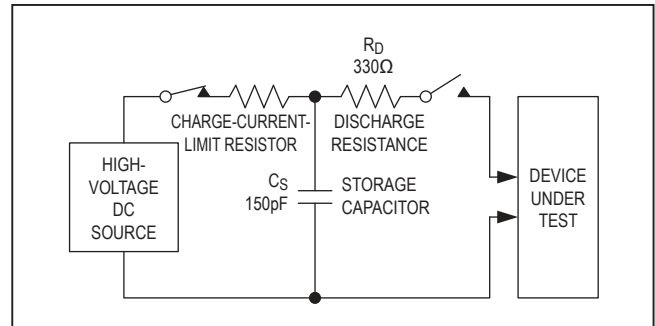 R_D
330Ω
CHARGE-CURRENT-
LIMIT RESISTOR
DISCHARGE
RESISTANCE
HIGH-
VOLTAGE
DC
SOURCE
C_S
150pF
STORAGE
CAPACITOR
DEVICE
UNDER
TEST